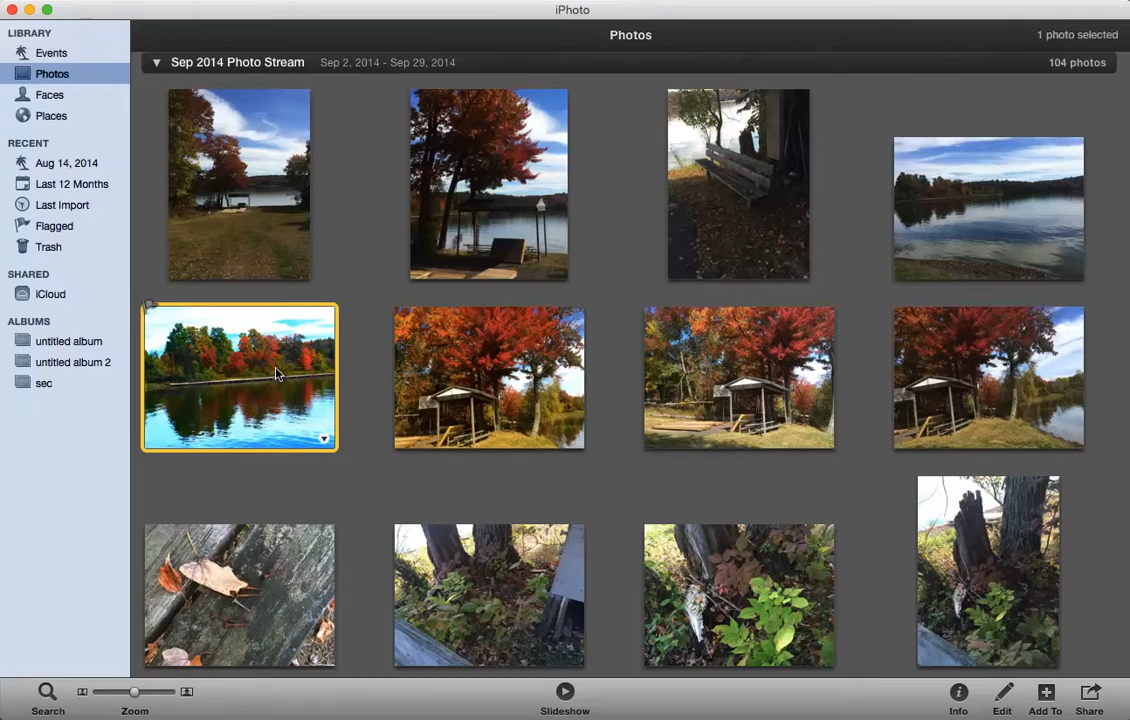 iPhoto
LIBRARY
Events
Photos
Faces
Places
RECENT
Aug 14, 2014
Last 12 Months
Last Import
Flagged
Trash
SHARED
iCloud
ALBUMS
untitled album
untitled album 2
sec
Photos
1 photo selected
Sep 2014 Photo Stream
Sep 2, 2014 - Sep 29, 2014
104 photos
Search
Zoom
Slideshow
Info
Edit
Add To
Share